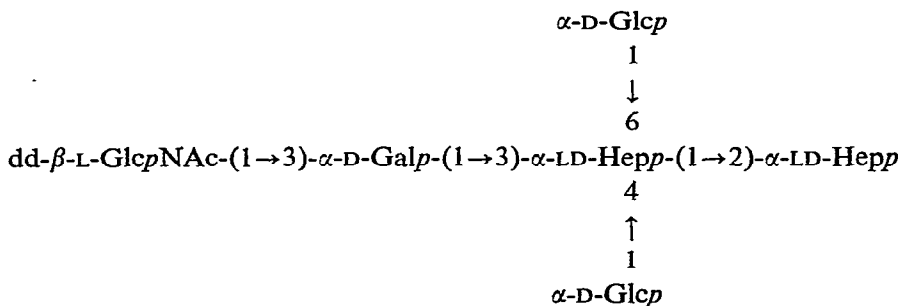 α-D-Glcp
1
↓
6
dd-β-L-GlcpNAc-(1→3)-α-D-Galp-(1→3)-α-LD-Hepp-(1→2)-α-LD-Hepp
4
↑
1
α-D-Glcp